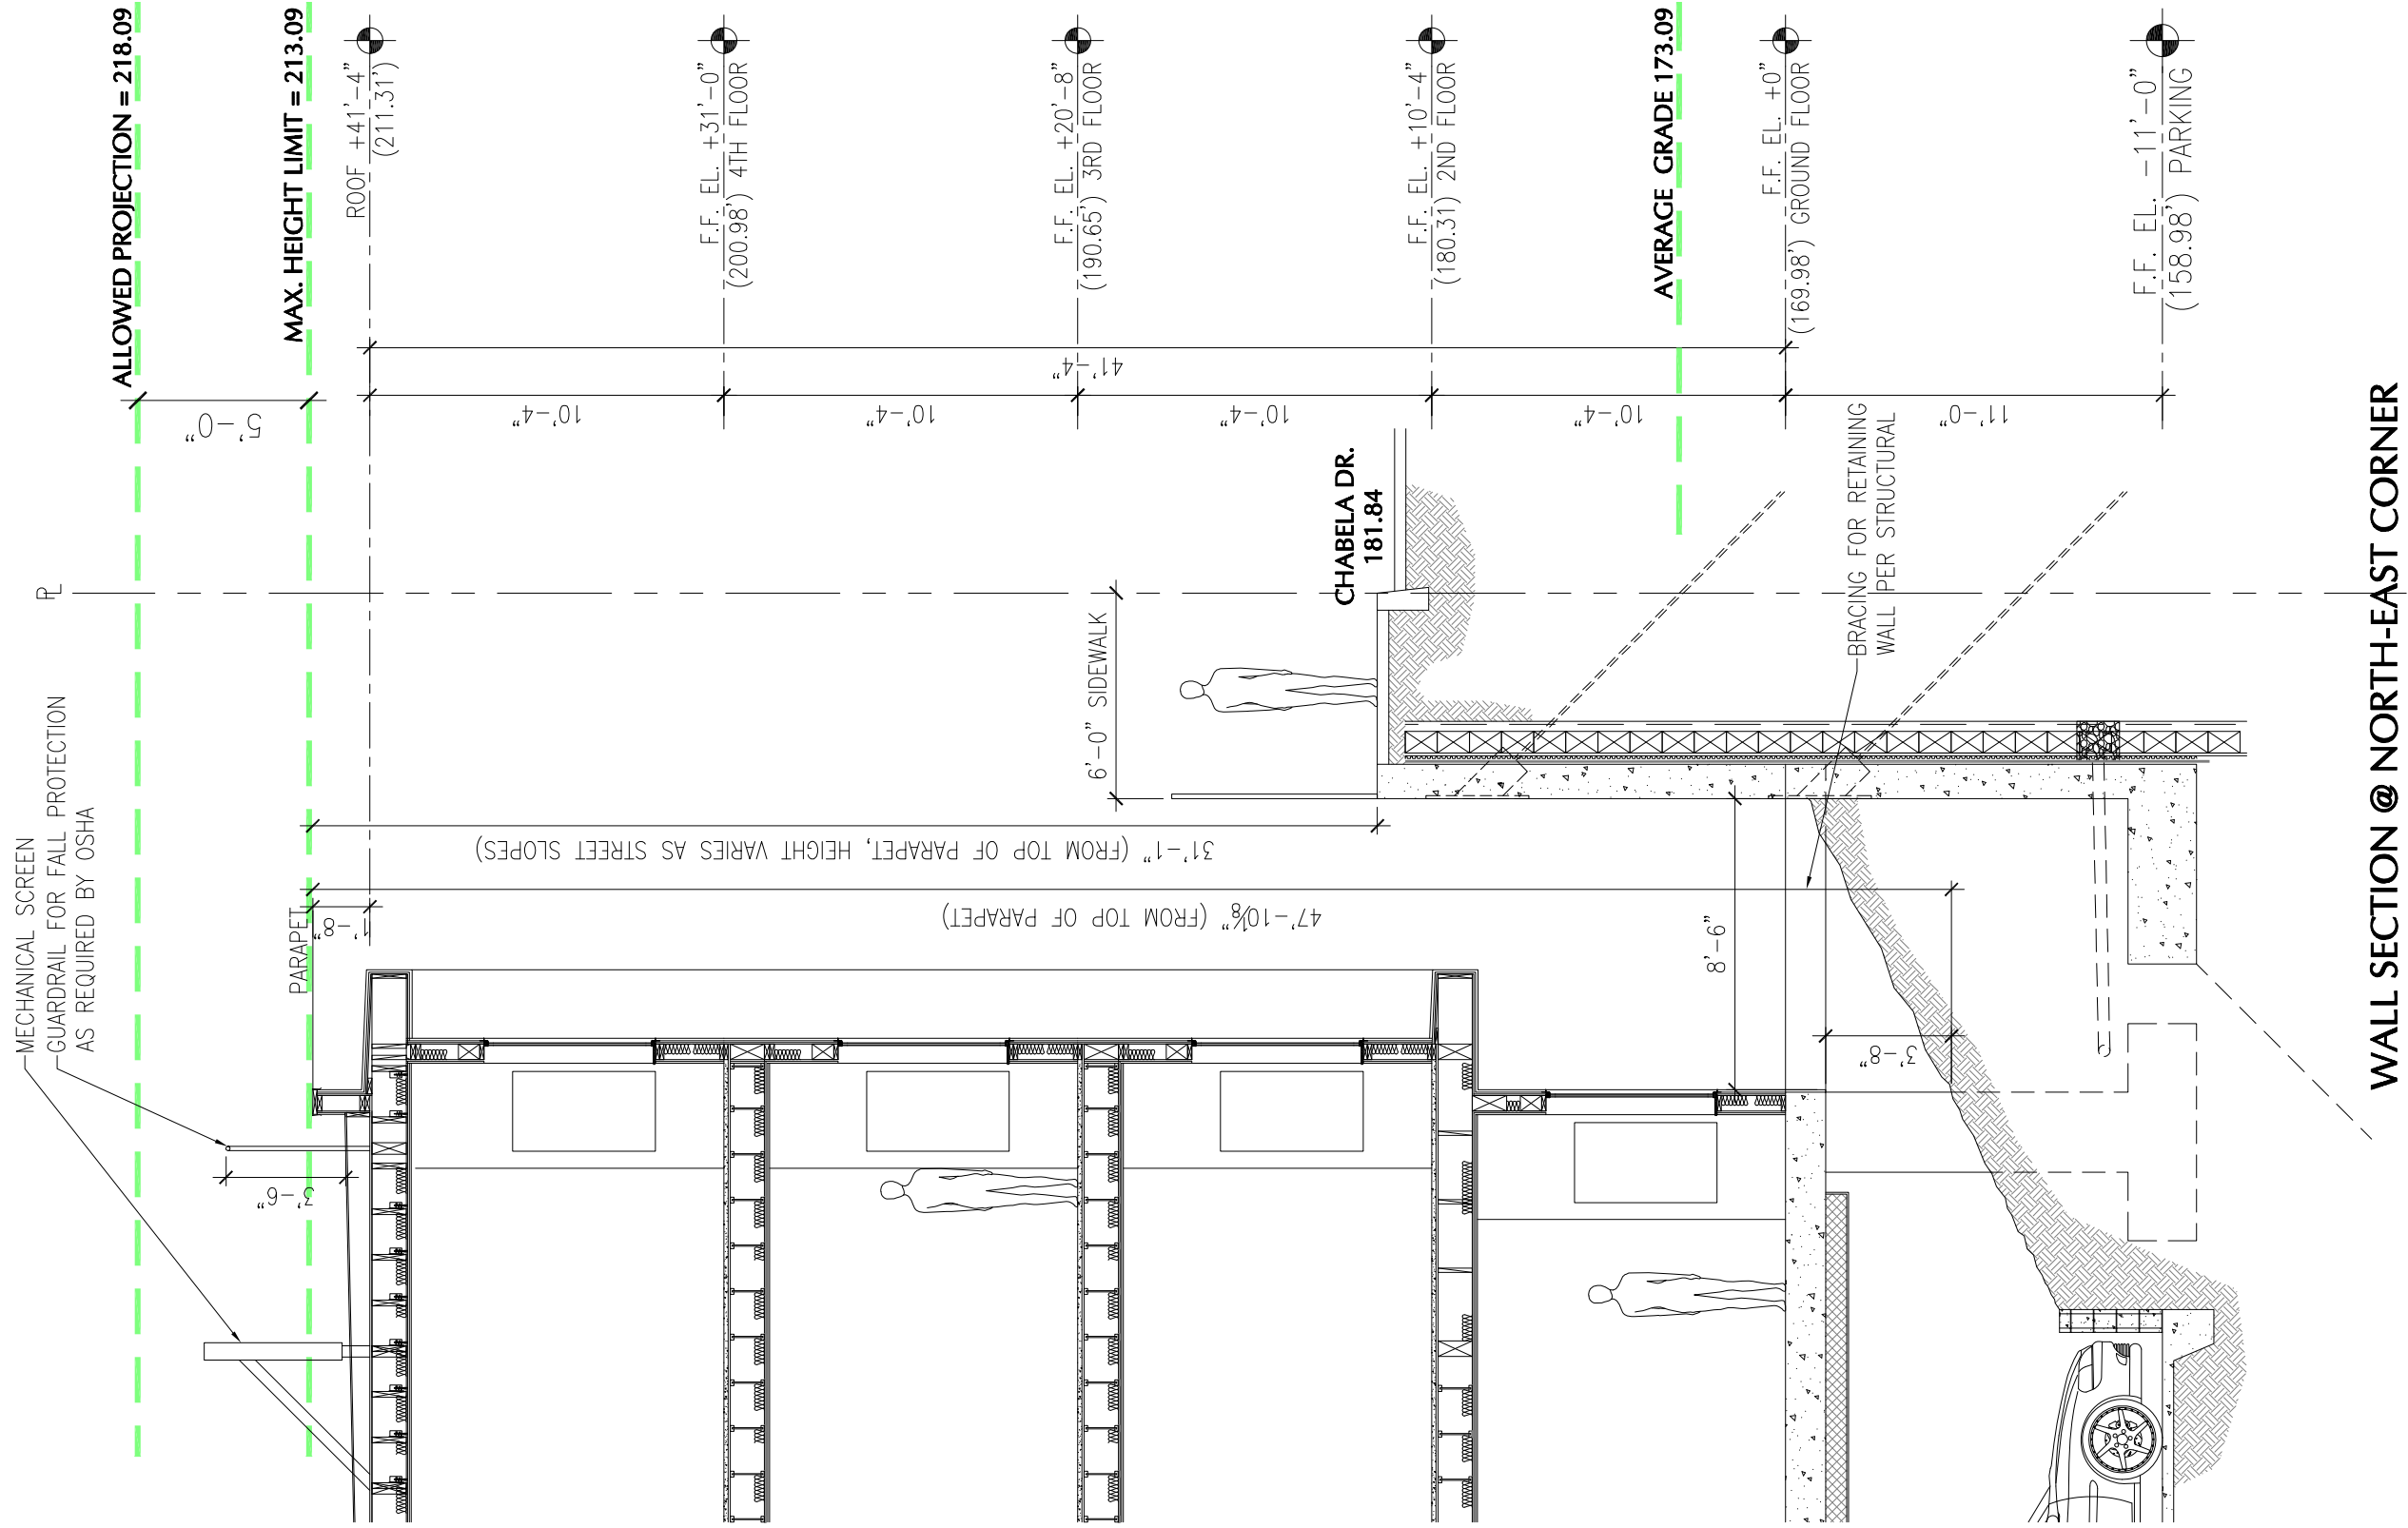 ALLOWED PROJECTION = 218.09
MAX. HEIGHT LIMIT = 213.09
ROOF +41'-4"
(211.31')
F.F. EL. +31'-0"
(200.98') 4TH FLOOR
F.F. EL. +20'-8"
(190.65') 3RD FLOOR
F.F. EL. +10'-4"
(180.31) 2ND FLOOR
AVERAGE GRADE 173.09
F.F. EL. +0"
(169.98') GROUND FLOOR
F.F. EL. -11'-0"
(158.98') PARKING
5'-0"
41'-4"
10'-4"
10'-4"
10'-4"
10'-4"
11'-0"
PL
CHABELA DR.
181.84
6'-0" SIDEWALK
BRACING FOR RETAINING
WALL PER STRUCTURAL
MECHANICAL SCREEN
GUARDRAIL FOR FALL PROTECTION
AS REQUIRED BY OSHA
PARAPET
1'-8"
31'-1" (FROM TOP OF PARAPET, HEIGHT VARIES AS STREET SLOPES)
47'-10⅛" (FROM TOP OF PARAPET)
8'-6"
3'-8"
3'-6"
WALL SECTION @ NORTH-EAST CORNER